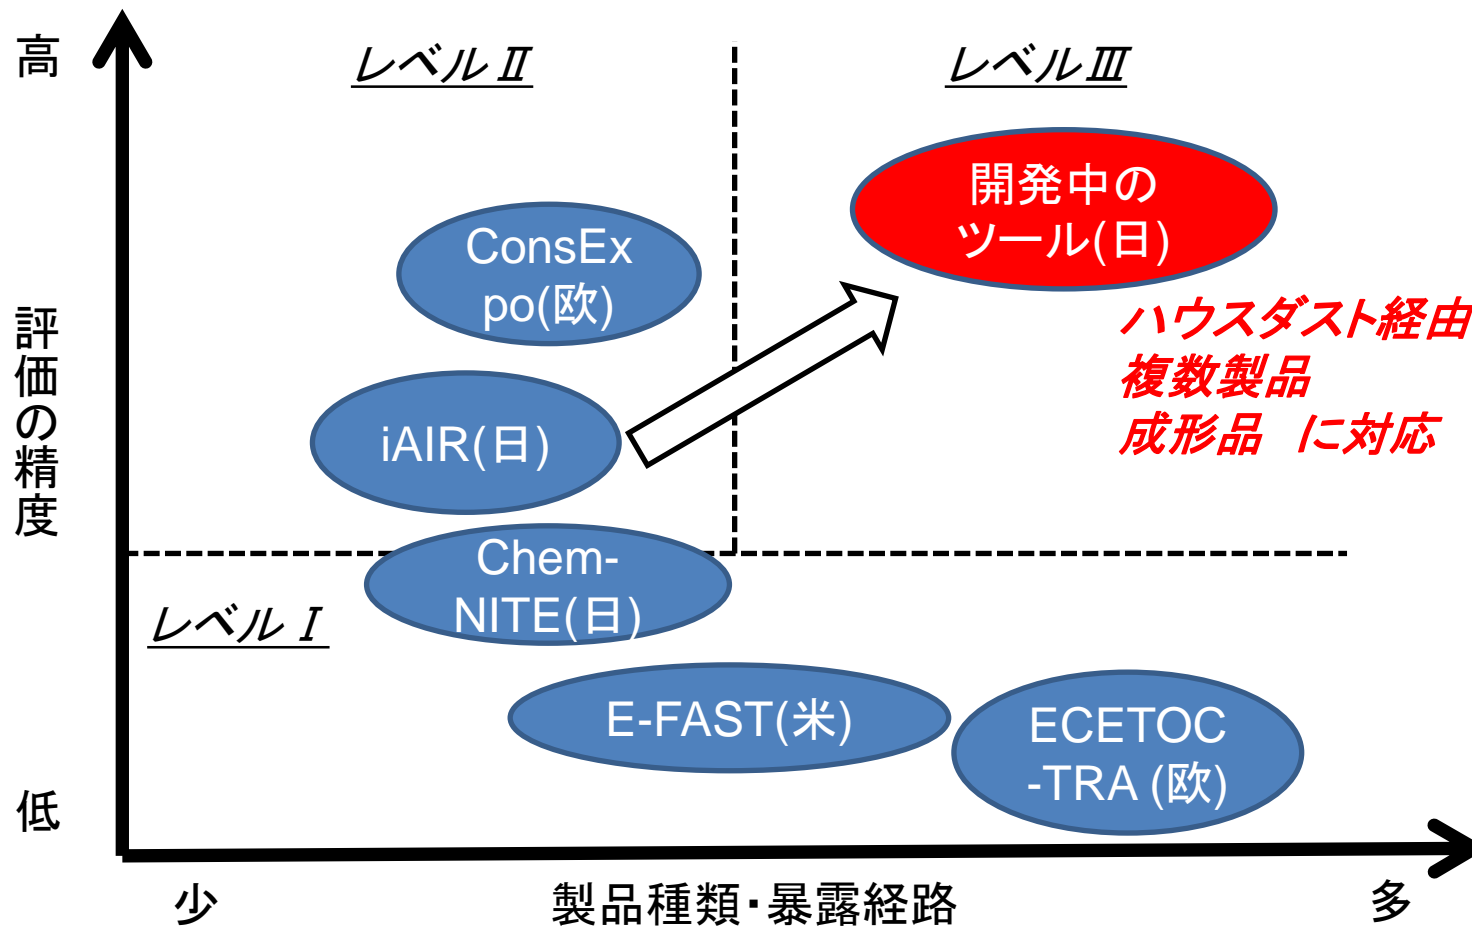 高
レベルⅡ
レベルⅢ
開発中の
ツール(日)
ConsEx
po(欧)
ハウスダスト経由
複数製品
成形品　に対応
評価の精度
iAIR(日)
Chem-
NITE(日)
レベルⅠ
E-FAST(米)
ECETOC
-TRA (欧)
低
少
製品種類・暴露経路
多